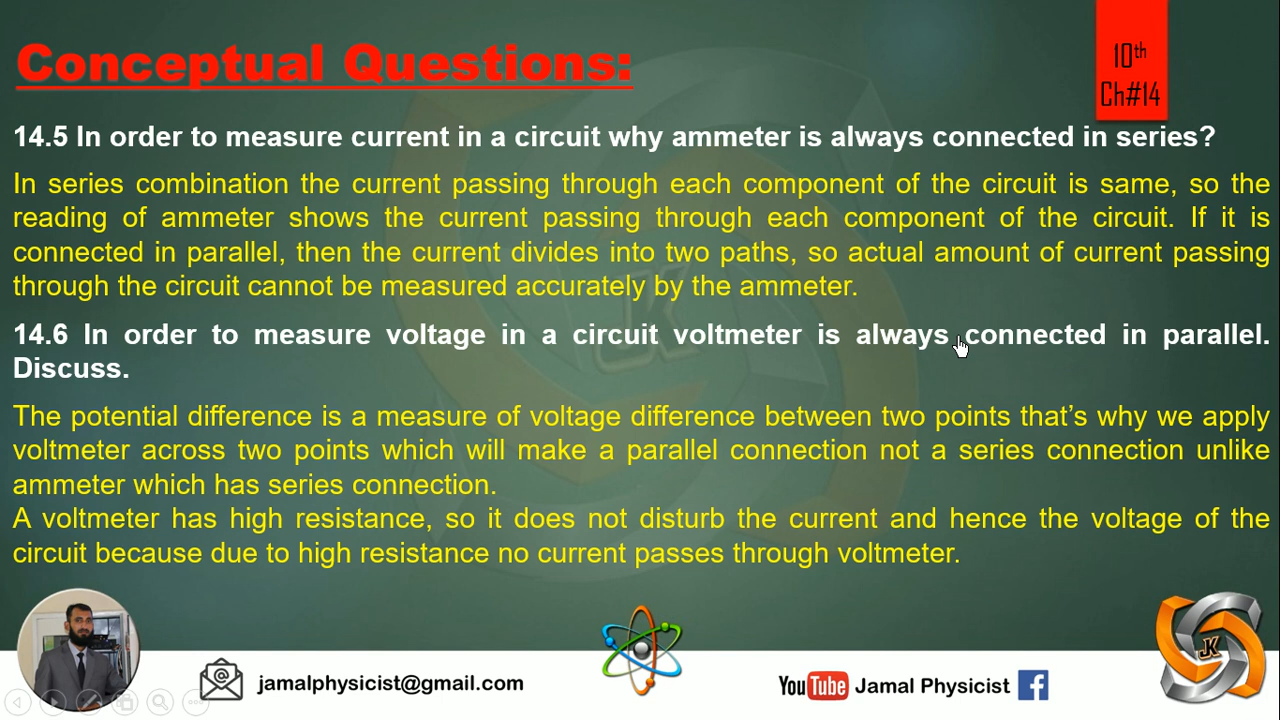 Conceptual Questions:
10th
Ch#14
14.5 In order to measure current in a circuit why ammeter is always connected in series?
In series combination the current passing through each component of the circuit is same, so the
reading of ammeter shows the current passing through each component of the circuit. If it is
connected in parallel, then the current divides into two paths, so actual amount of current passing
through the circuit cannot be measured accurately by the ammeter.
14.6 In order to measure voltage in a circuit voltmeter is always connected in parallel.
Discuss.
The potential difference is a measure of voltage difference between two points that’s why we apply
voltmeter across two points which will make a parallel connection not a series connection unlike
ammeter which has series connection.
A voltmeter has high resistance, so it does not disturb the current and hence the voltage of the
circuit because due to high resistance no current passes through voltmeter.
@
jamalphysicist@gmail.com
YouTube Jamal Physicist f
JK